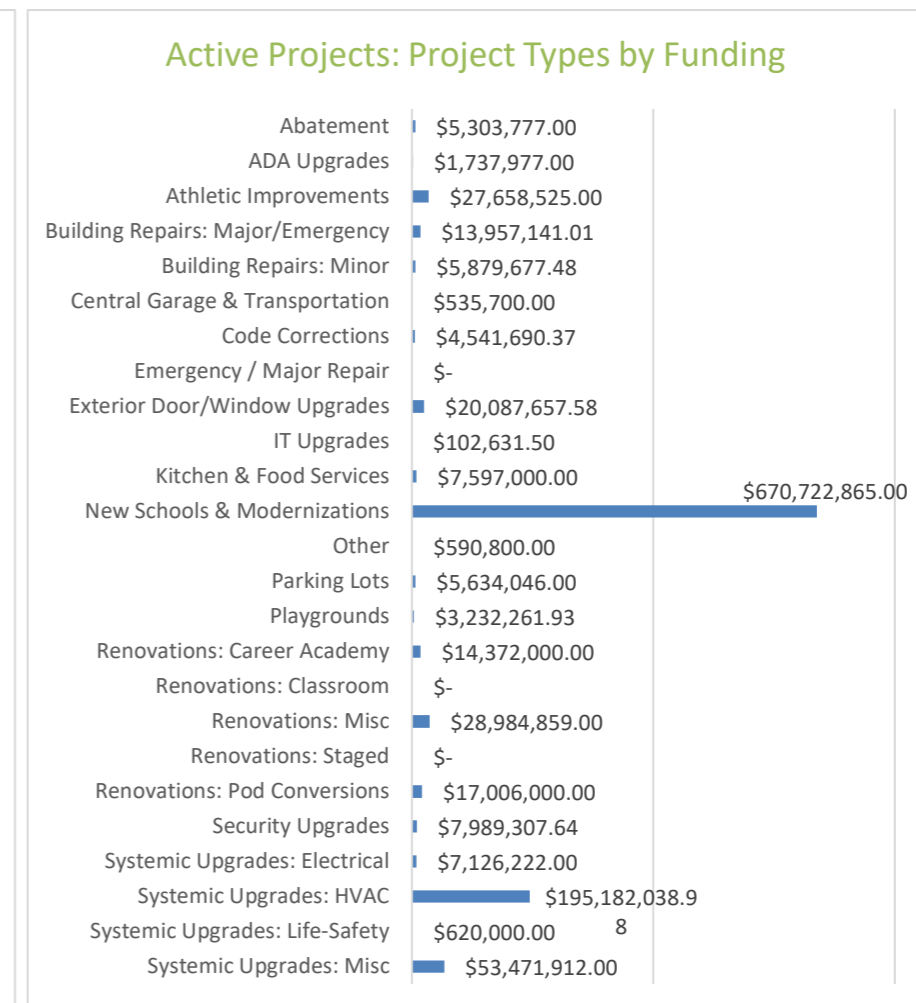 Active Projects: Project Types by Funding
Abatement $5,303,777.00
ADA Upgrades $1,737,977.00
Athletic Improvements $27,658,525.00
Building Repairs: Major/Emergency $13,957,141.01
Building Repairs: Minor $5,879,677.48
Central Garage & Transportation $535,700.00
Code Corrections $4,541,690.37
Emergency / Major Repair $-
Exterior Door/Window Upgrades $20,087,657.58
IT Upgrades $102,631.50
Kitchen & Food Services $7,597,000.00
New Schools & Modernizations $670,722,865.00
Other $590,800.00
Parking Lots $5,634,046.00
Playgrounds $3,232,261.93
Renovations: Career Academy $14,372,000.00
Renovations: Classroom $-
Renovations: Misc $28,984,859.00
Renovations: Staged $-
Renovations: Pod Conversions $17,006,000.00
Security Upgrades $7,989,307.64
Systemic Upgrades: Electrical $7,126,222.00
Systemic Upgrades: HVAC $195,182,038.9
8
Systemic Upgrades: Life-Safety $620,000.00
Systemic Upgrades: Misc $53,471,912.00